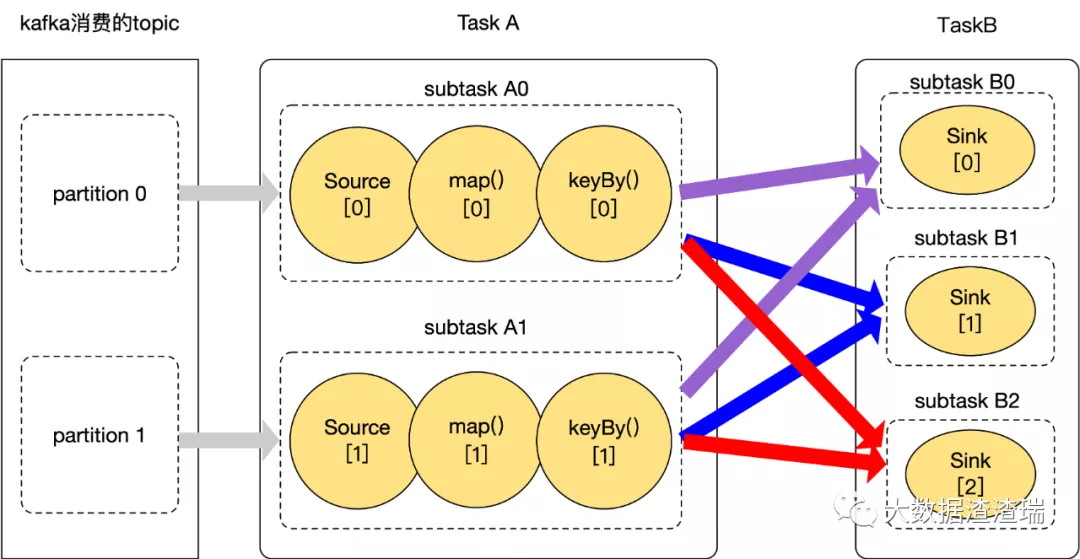 kafka消费的topic
Task A
TaskB
partition 0
partition 1
subtask A0
Source
[0]
map()
[0]
keyBy()
[0]
subtask A1
Source
[1]
map()
[1]
keyBy()
[1]
subtask B0
Sink
[0]
subtask B1
Sink
[1]
subtask B2
Sink
[2]
大数据渣渣瑞